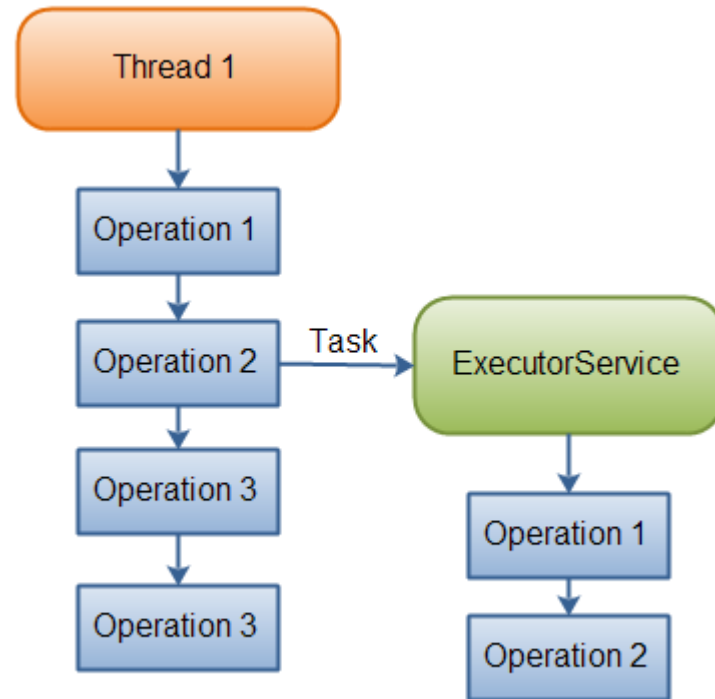 Thread 1
Operation 1
Operation 2
Task
ExecutorService
Operation 3
Operation 1
Operation 3
Operation 2